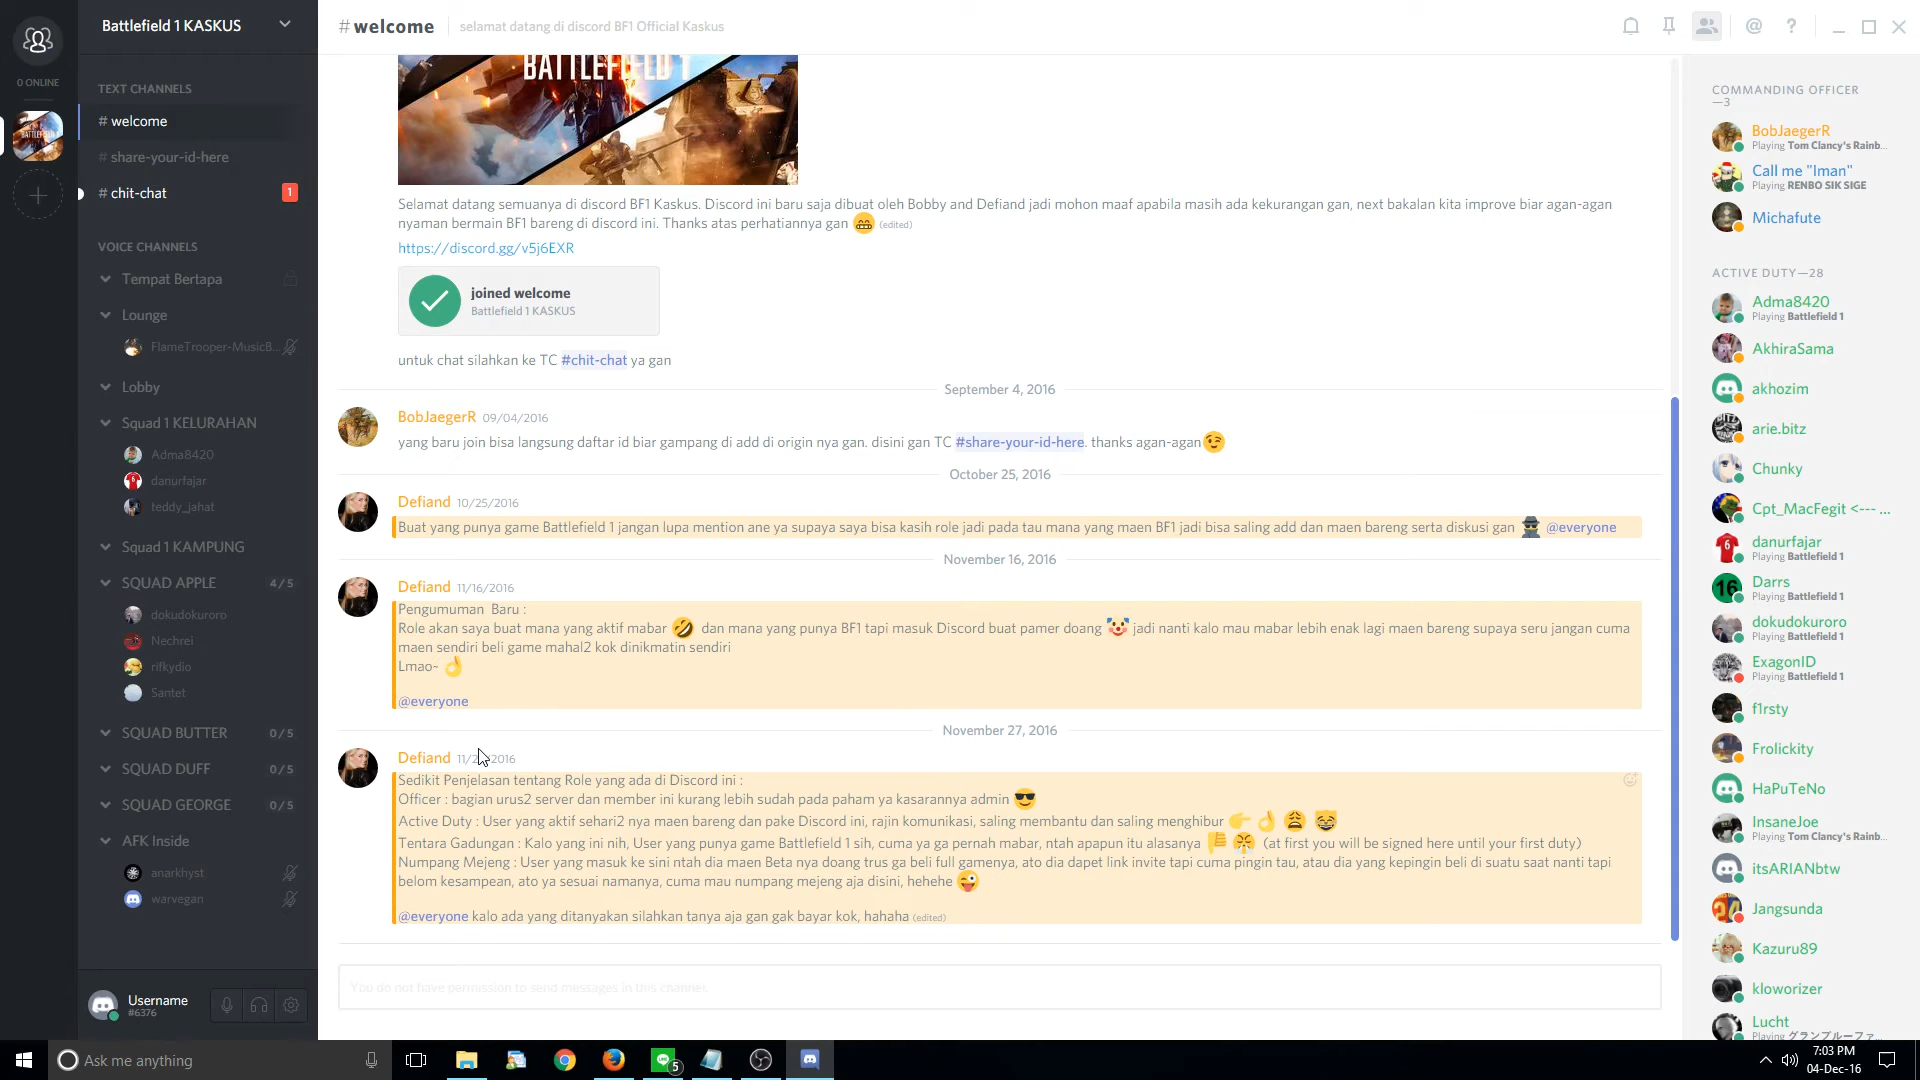 Battlefield 1 KASKUS
#welcome
selamat datang di discord BF1 Official Kaskus
0 ONLINE
TEXT CHANNELS
# welcome
# share-your-id-here
# chit-chat
1
VOICE CHANNELS
Tempat Bertapa
Lounge
FlameTrooper-MusicB...
Lobby
Squad 1 KELURAHAN
Adma8420
danurfajar
teddy_jahat
Squad 1 KAMPUNG
SQUAD APPLE 4/5
dokudokuroro
Nechrei
rifkydio
Santet
SQUAD BUTTER 0/5
SQUAD DUFF 0/5
SQUAD GEORGE 0/5
AFK Inside
anarkhyst
warvegan
Username
#6376
BATTLEFIELD 1
Selamat datang semuanya di discord BF1 Kaskus. Discord ini baru saja dibuat oleh Bobby and Defiand jadi mohon maaf apabila masih ada kekurangan gan, next bakalan kita improve biar agan-agan
nyaman bermain BF1 bareng di discord ini. Thanks atas perhatiannya gan 😁 (edited)
https://discord.gg/v5j6EXR
joined welcome
Battlefield 1 KASKUS
untuk chat silahkan ke TC #chit-chat ya gan
September 4, 2016
BobJaegerR 09/04/2016
yang baru join bisa langsung daftar id biar gampang di add di origin nya gan. disini gan TC #share-your-id-here. thanks agan-agan😉
October 25, 2016
Defiand 10/25/2016
Buat yang punya game Battlefield 1 jangan lupa mention ane ya supaya saya bisa kasih role jadi pada tau mana yang maen BF1 jadi bisa saling add dan maen bareng serta diskusi gan 🕵 @everyone
November 16, 2016
Defiand 11/16/2016
Pengumuman Baru :
Role akan saya buat mana yang aktif mabar 🤣 dan mana yang punya BF1 tapi masuk Discord buat pamer doang 🤡 jadi nanti kalo mau mabar lebih enak lagi maen bareng supaya seru jangan cuma
maen sendiri beli game mahal2 kok dinikmatin sendiri
Lmao~ 👌
@everyone
November 27, 2016
Defiand 11/2 2016
Sedikit Penjelasan tentang Role yang ada di Discord ini :
Officer : bagian urus2 server dan member ini kurang lebih sudah pada paham ya kasarannya admin 😎
Active Duty : User yang aktif sehari2 nya maen bareng dan pake Discord ini, rajin komunikasi, saling membantu dan saling menghibur 👉 👌 😩 😸
Tentara Gadungan : Kalo yang ini nih, User yang punya game Battlefield 1 sih, cuma ya ga pernah mabar, ntah apapun itu alasanya 👎 😤 (at first you will be signed here until your first duty)
Numpang Mejeng : User yang masuk ke sini ntah dia maen Beta nya doang trus ga beli full gamenya, ato dia dapet link invite tapi cuma pingin tau, atau dia yang kepingin beli di suatu saat nanti tapi
belom kesampean, ato ya sesuai namanya, cuma mau numpang mejeng aja disini, hehehe 😜
@everyone kalo ada yang ditanyakan silahkan tanya aja gan gak bayar kok, hahaha (edited)
You do not have permission to send messages in this channel.
COMMANDING OFFICER
—3
BobJaegerR
Playing Tom Clancy's Rainb...
Call me "Iman"
Playing RENBO SIK SIGE
Michafute
ACTIVE DUTY—28
Adma8420
Playing Battlefield 1
AkhiraSama
akhozim
arie.bitz
Chunky
Cpt_MacFegit <--- ...
danurfajar
Playing Battlefield 1
Darrs
Playing Battlefield 1
dokudokuroro
Playing Battlefield 1
ExagonID
Playing Battlefield 1
f1rsty
Frolickity
HaPuTeNo
InsaneJoe
Playing Tom Clancy's Rainb...
itsARIANbtw
Jangsunda
Kazuru89
kloworizer
Lucht
Playing グランブルーファ...
Ask me anything
5
7:03 PM
04-Dec-16